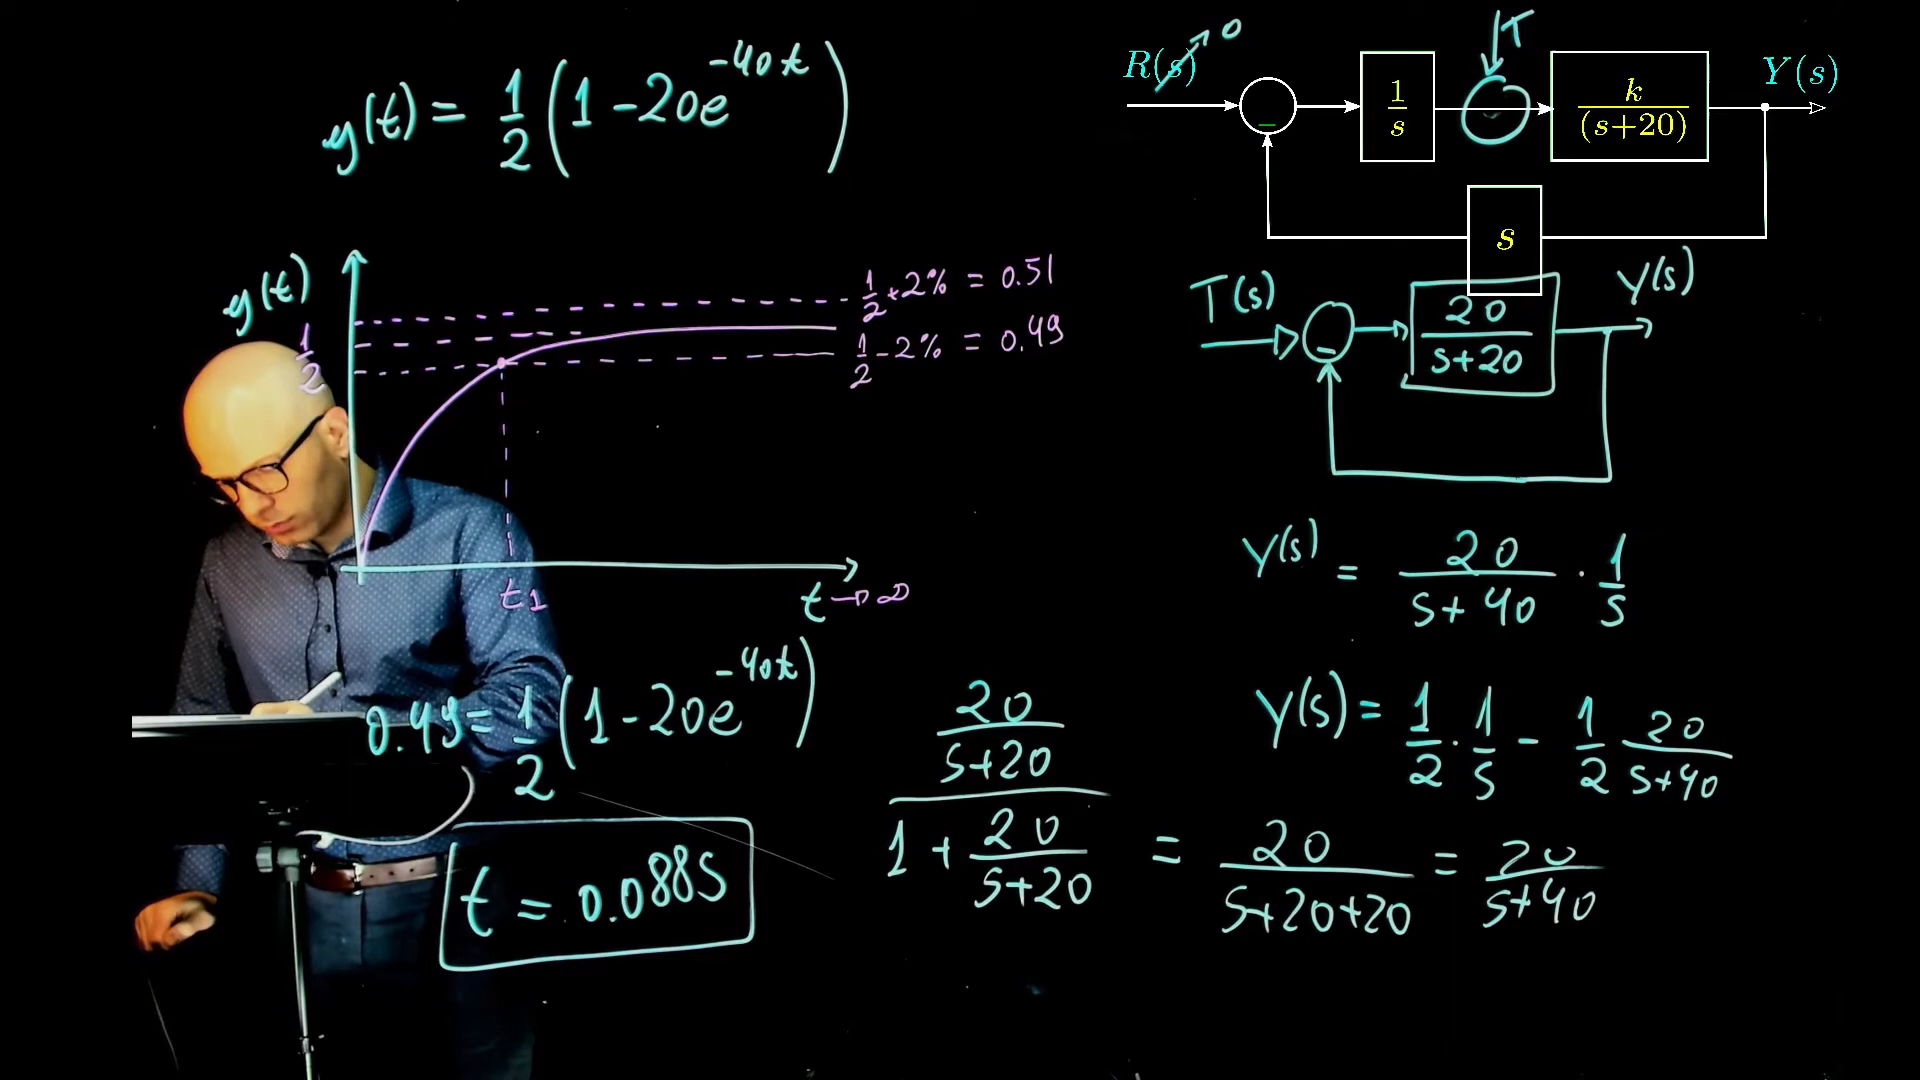 y(t) = 1/2 (1 - 20e^-40t)
R(s) → 0
1/s
T
k/(s+20)
Y(s)
s
y(t)
1/2
1/2 + 2% = 0.51
1/2 - 2% = 0.49
t1
t → ∞
T(s)
20/(s+20)
Y(s)
Y(s) = 20/(s+40) · 1/s
Y(s) = 1/2 · 1/s - 1/2 20/(s+40)
0.49 = 1/2 (1 - 20e^-40t)
t = 0.088s
(20/(s+20))/(1 + 20/(s+20)) = 20/(s+20+20) = 20/(s+40)